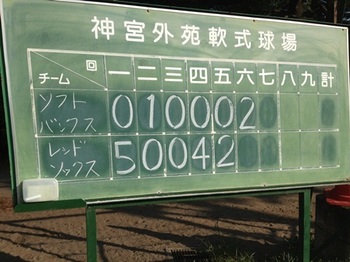 神宮外苑軟式球場
回 チーム 一 二 三 四 五 六 七 八 九 計
ソフト
バンクス 0 1 0 0 0 2
レッド
ソックス 5 0 0 4 2